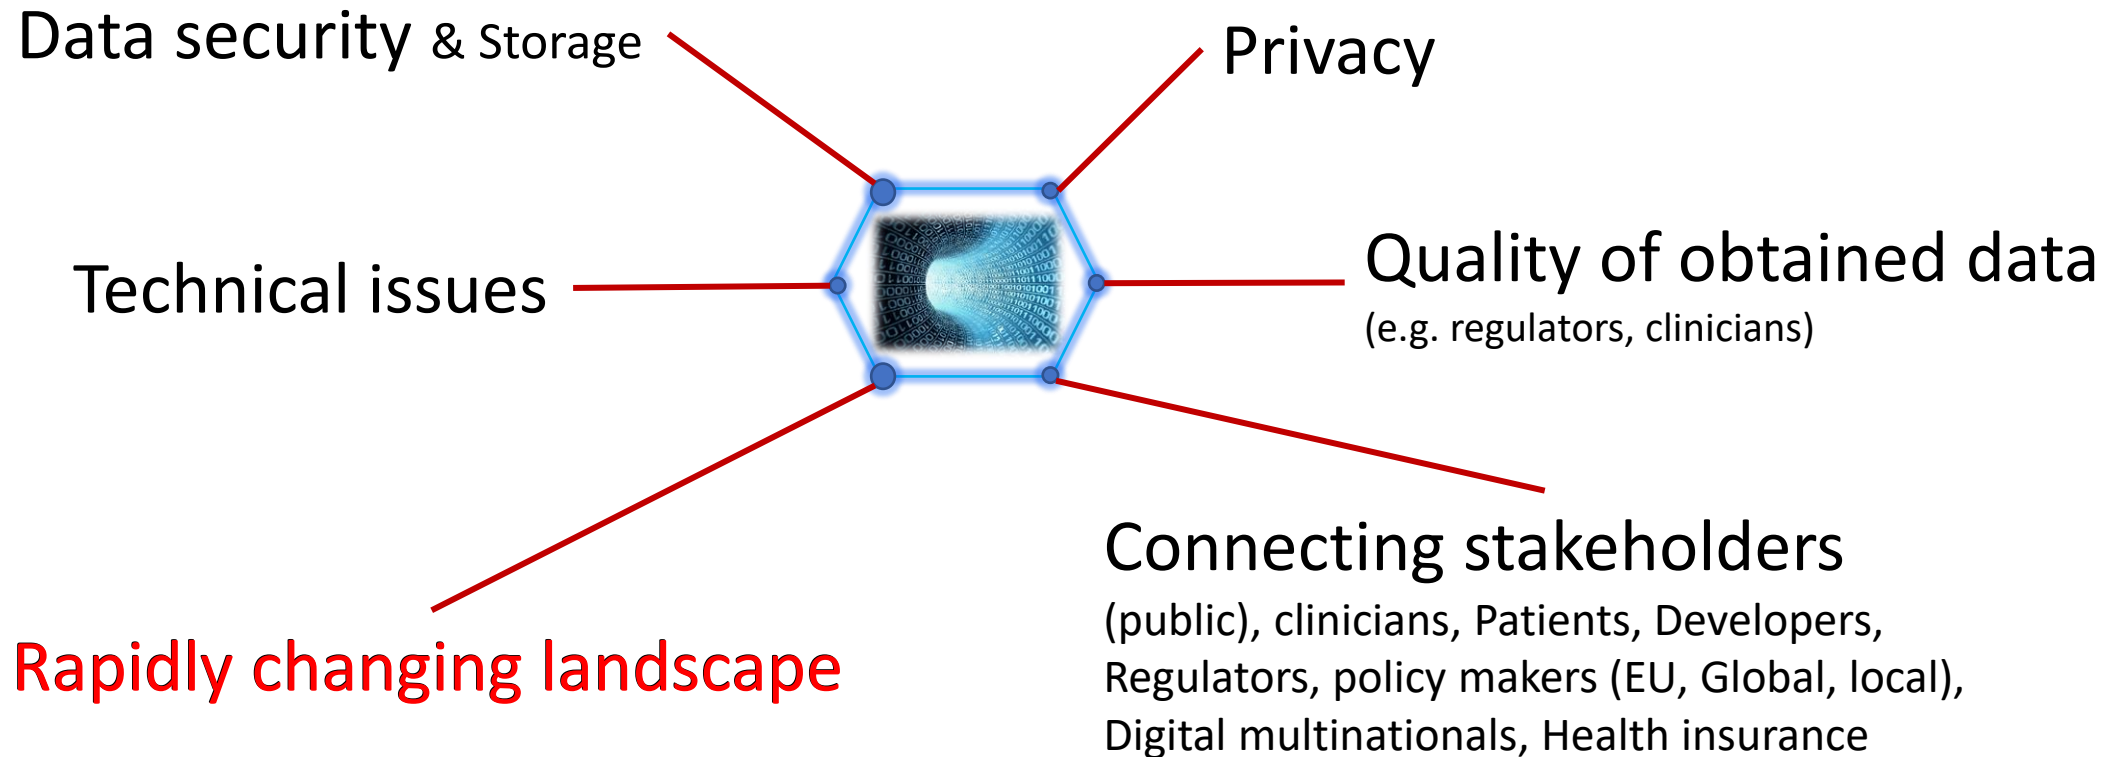 Data security & Storage
Privacy
Technical issues
Quality of obtained data
(e.g. regulators, clinicians)
Rapidly changing landscape
Connecting stakeholders
(public), clinicians, Patients, Developers,
Regulators, policy makers (EU, Global, local),
Digital multinationals, Health insurance